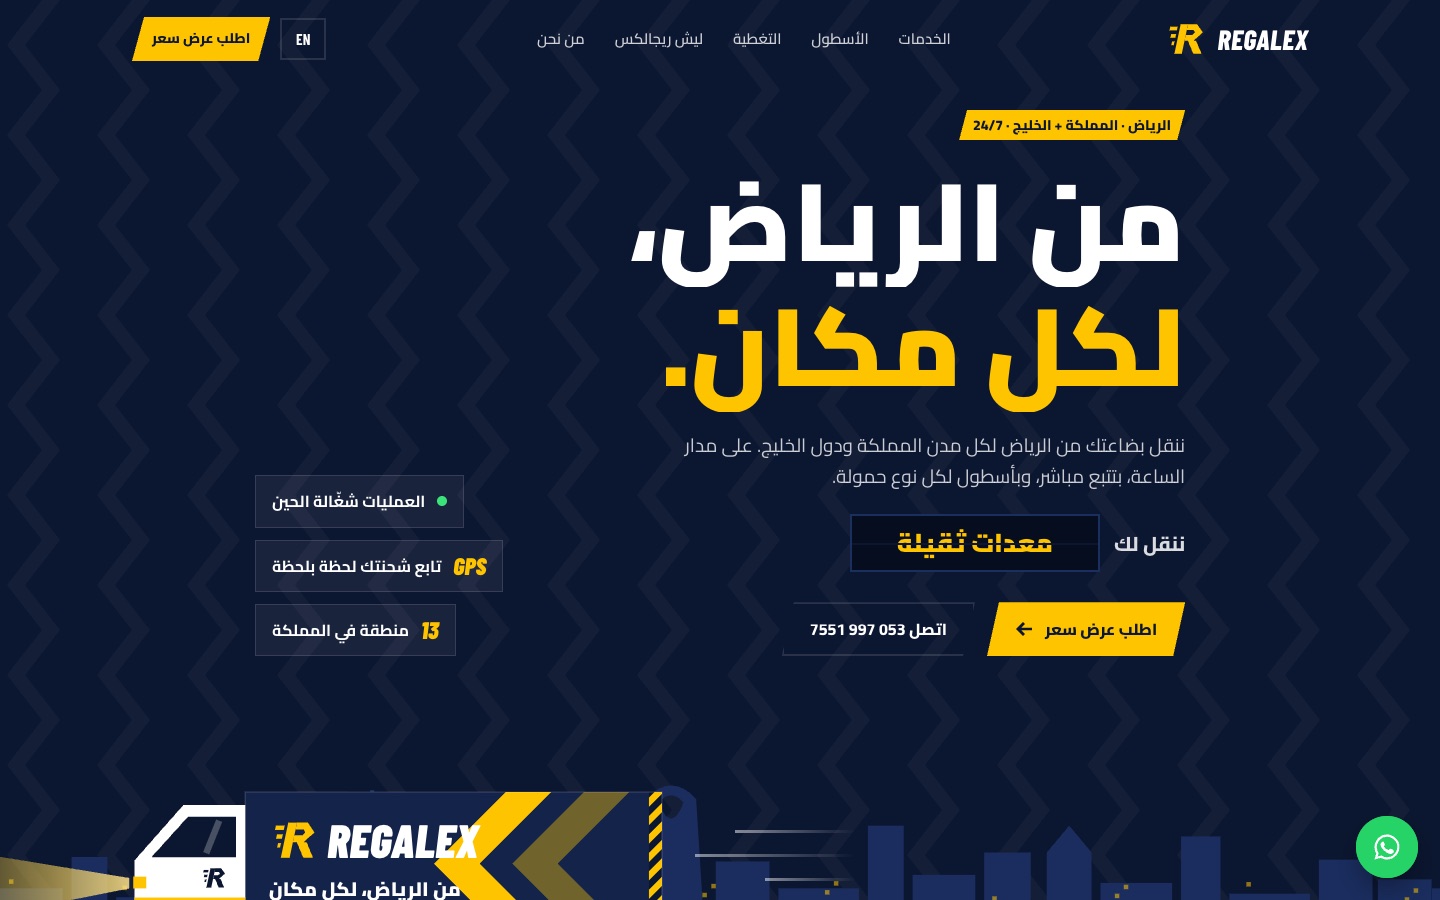 REGALEX
الخدمات
الأسطول
التغطية
ليش ريجالكس
من نحن
EN
اطلب عرض سعر
الرياض · المملكة + الخليج · 24/7
من الرياض،
لكل مكان.
ننقل بضاعتك من الرياض لكل مدن المملكة ودول الخليج. على مدار
الساعة، بتتبع مباشر، وبأسطول لكل نوع حمولة.
ننقل لك
معدات ثقيلة
اطلب عرض سعر ←
اتصل 053 997 7551
العمليات شغّالة الحين
GPS تابع شحنتك لحظة بلحظة
13 منطقة في المملكة
R REGALEX
من الرياض، لكل مكان
R